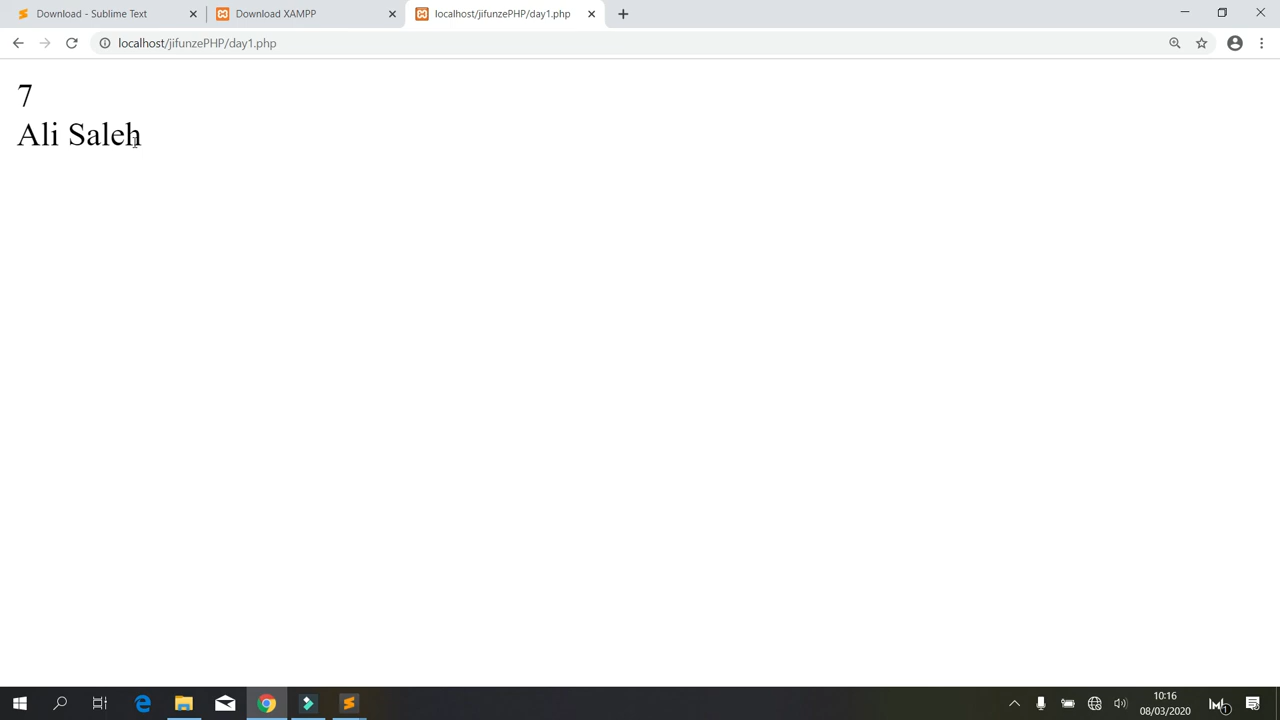 Download - Sublime Text
Download XAMPP
localhost/jifunzePHP/day1.php
localhost/jifunzePHP/day1.php
7
Ali Saleh
10:16
08/03/2020